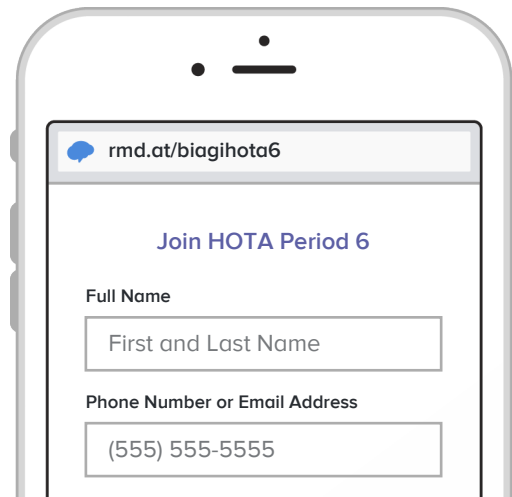 rmd.at/biagihota6
Join HOTA Period 6
Full Name
First and Last Name
Phone Number or Email Address
(555) 555-5555